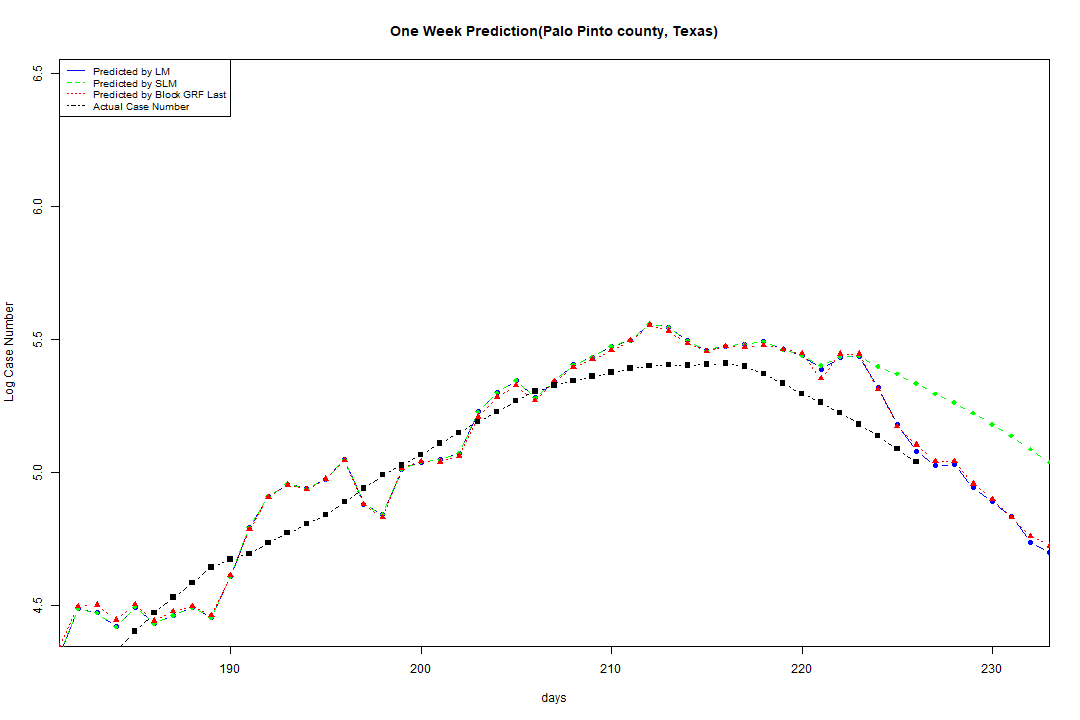 One Week Prediction(Palo Pinto county, Texas)
Predicted by LM
Predicted by SLM
Predicted by Block GRF Last
Actual Case Number
6.5
6.0
5.5
5.0
4.5
Log Case Number
190 200 210 220 230
days